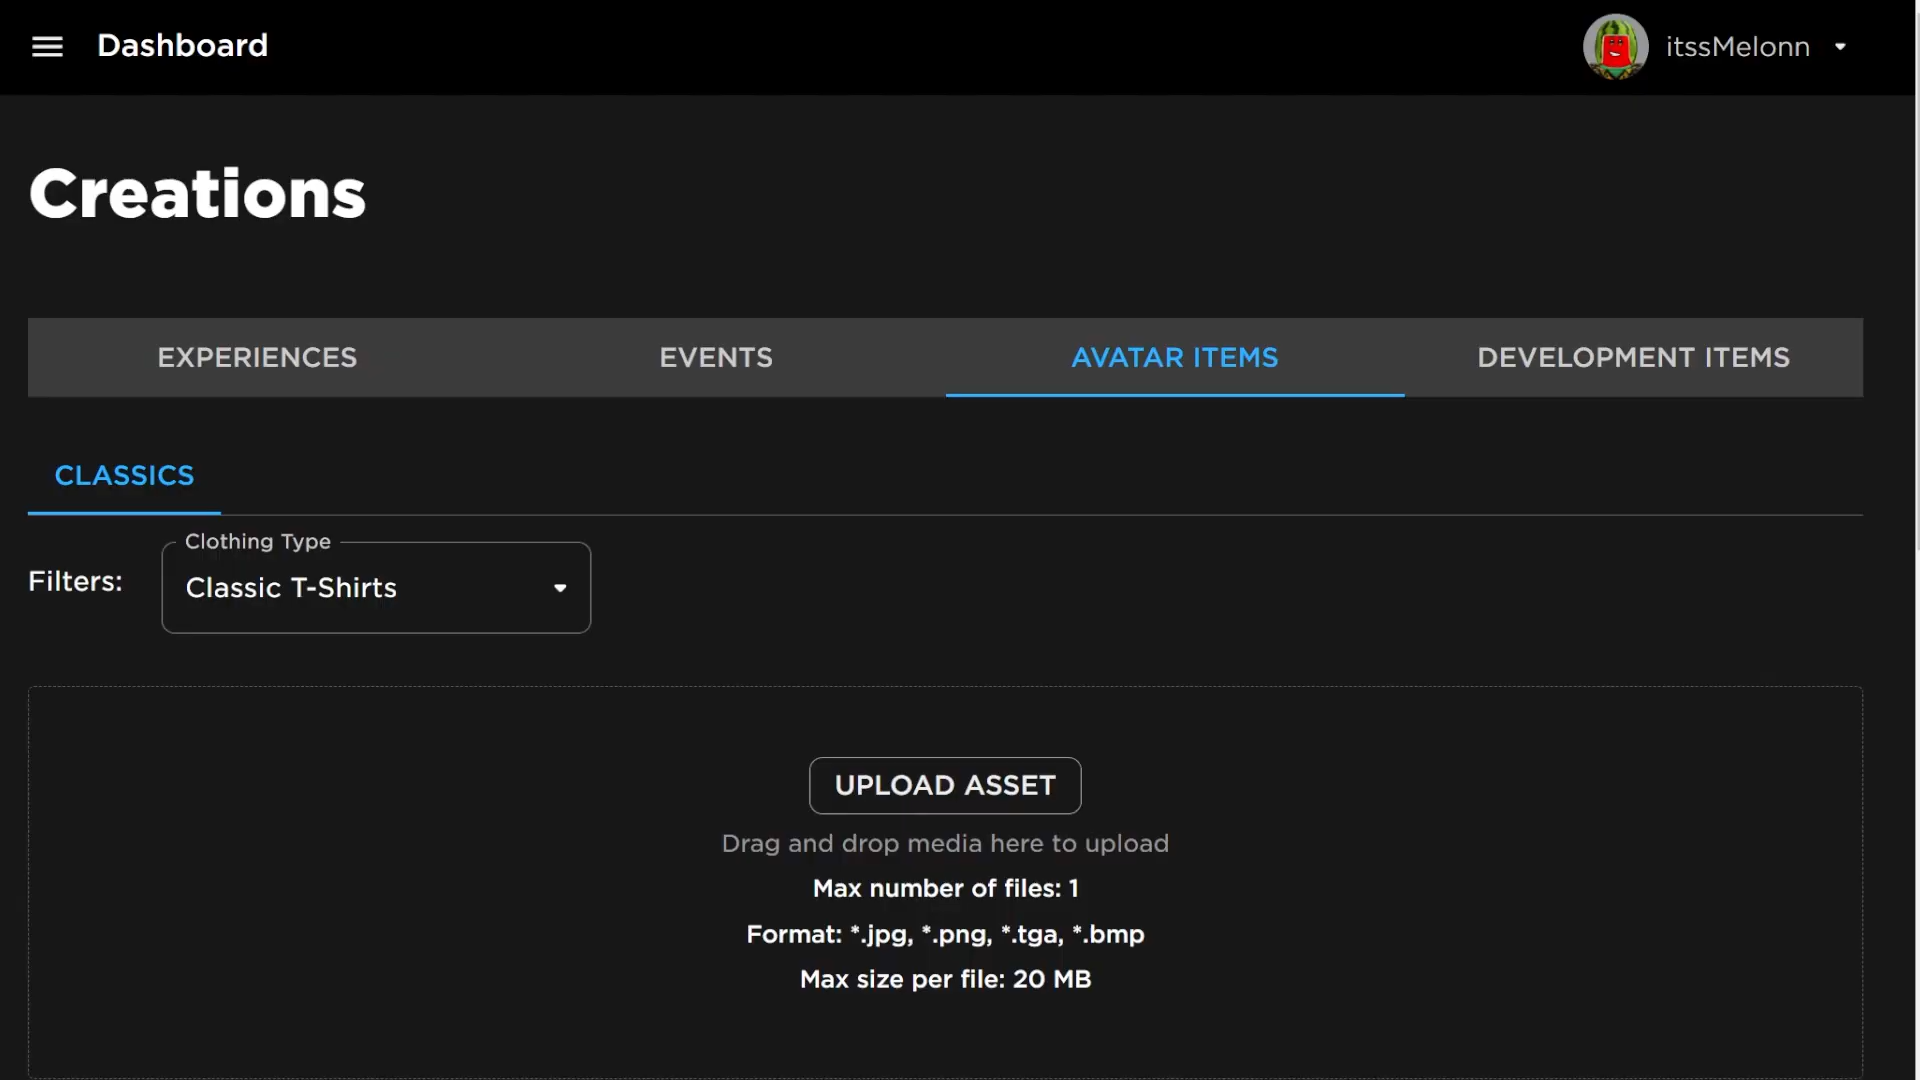 Dashboard
itssMelonn
Creations
EXPERIENCES
EVENTS
AVATAR ITEMS
DEVELOPMENT ITEMS
CLASSICS
Filters:
Clothing Type
Classic T-Shirts
UPLOAD ASSET
Drag and drop media here to upload
Max number of files: 1
Format: *.jpg, *.png, *.tga, *.bmp
Max size per file: 20 MB